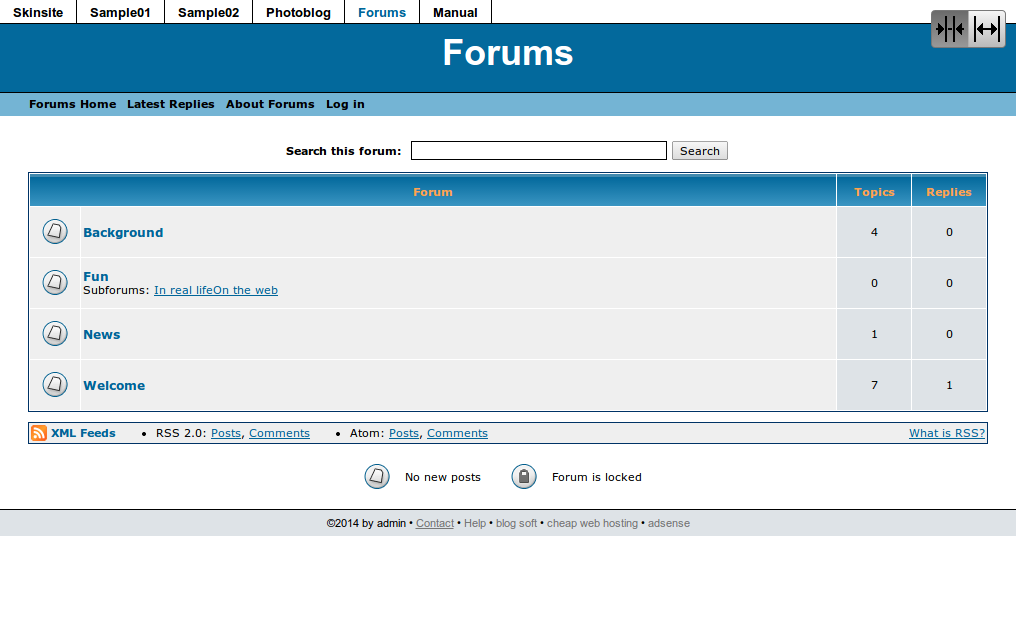 Skinsite Sample01 Sample02 Photoblog Forums Manual
Forums
Forums Home Latest Replies About Forums Log in
Search this forum: Search
Forum Topics Replies
Background 4 0
Fun
Subforums: In real lifeOn the web 0 0
News 1 0
Welcome 7 1
XML Feeds • RSS 2.0: Posts, Comments • Atom: Posts, Comments What is RSS?
No new posts Forum is locked
©2014 by admin • Contact • Help • blog soft • cheap web hosting • adsense